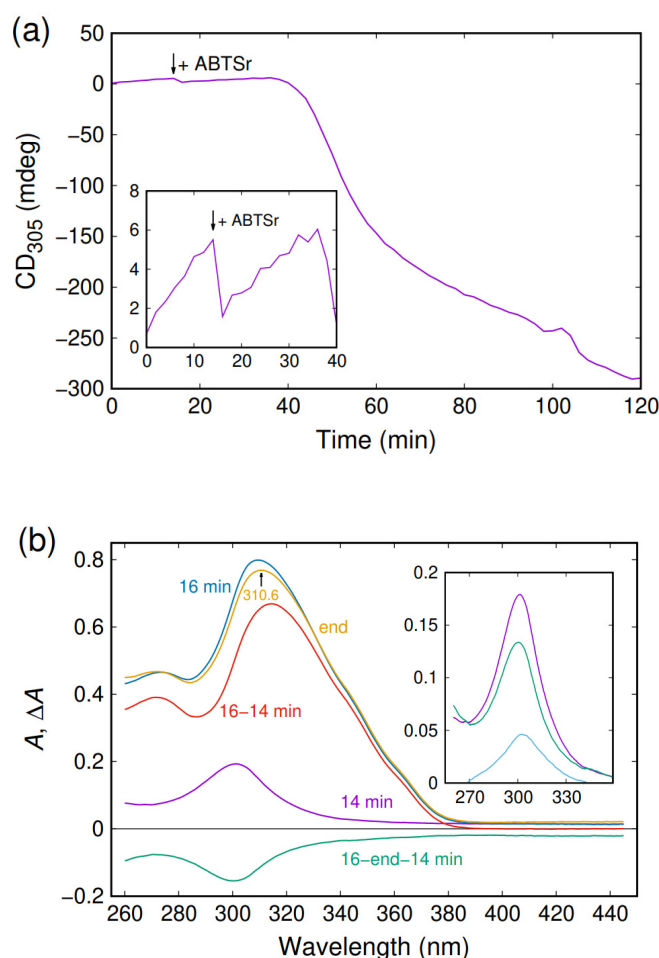 (a)
50
0
−50
−100
−150
−200
−250
−300
CD305 (mdeg)
+ ABTSr
8
6
4
2
0
+ ABTSr
0 10 20 30 40
0 20 40 60 80 100 120
Time (min)
(b)
0.8
0.6
0.4
0.2
0
−0.2
A, ΔA
16 min
310.6
end
16−14 min
14 min
16−end−14 min
0.2
0.15
0.1
0.05
0
260 300 330
260 280 300 320 340 360 380 400 420 440
Wavelength (nm)